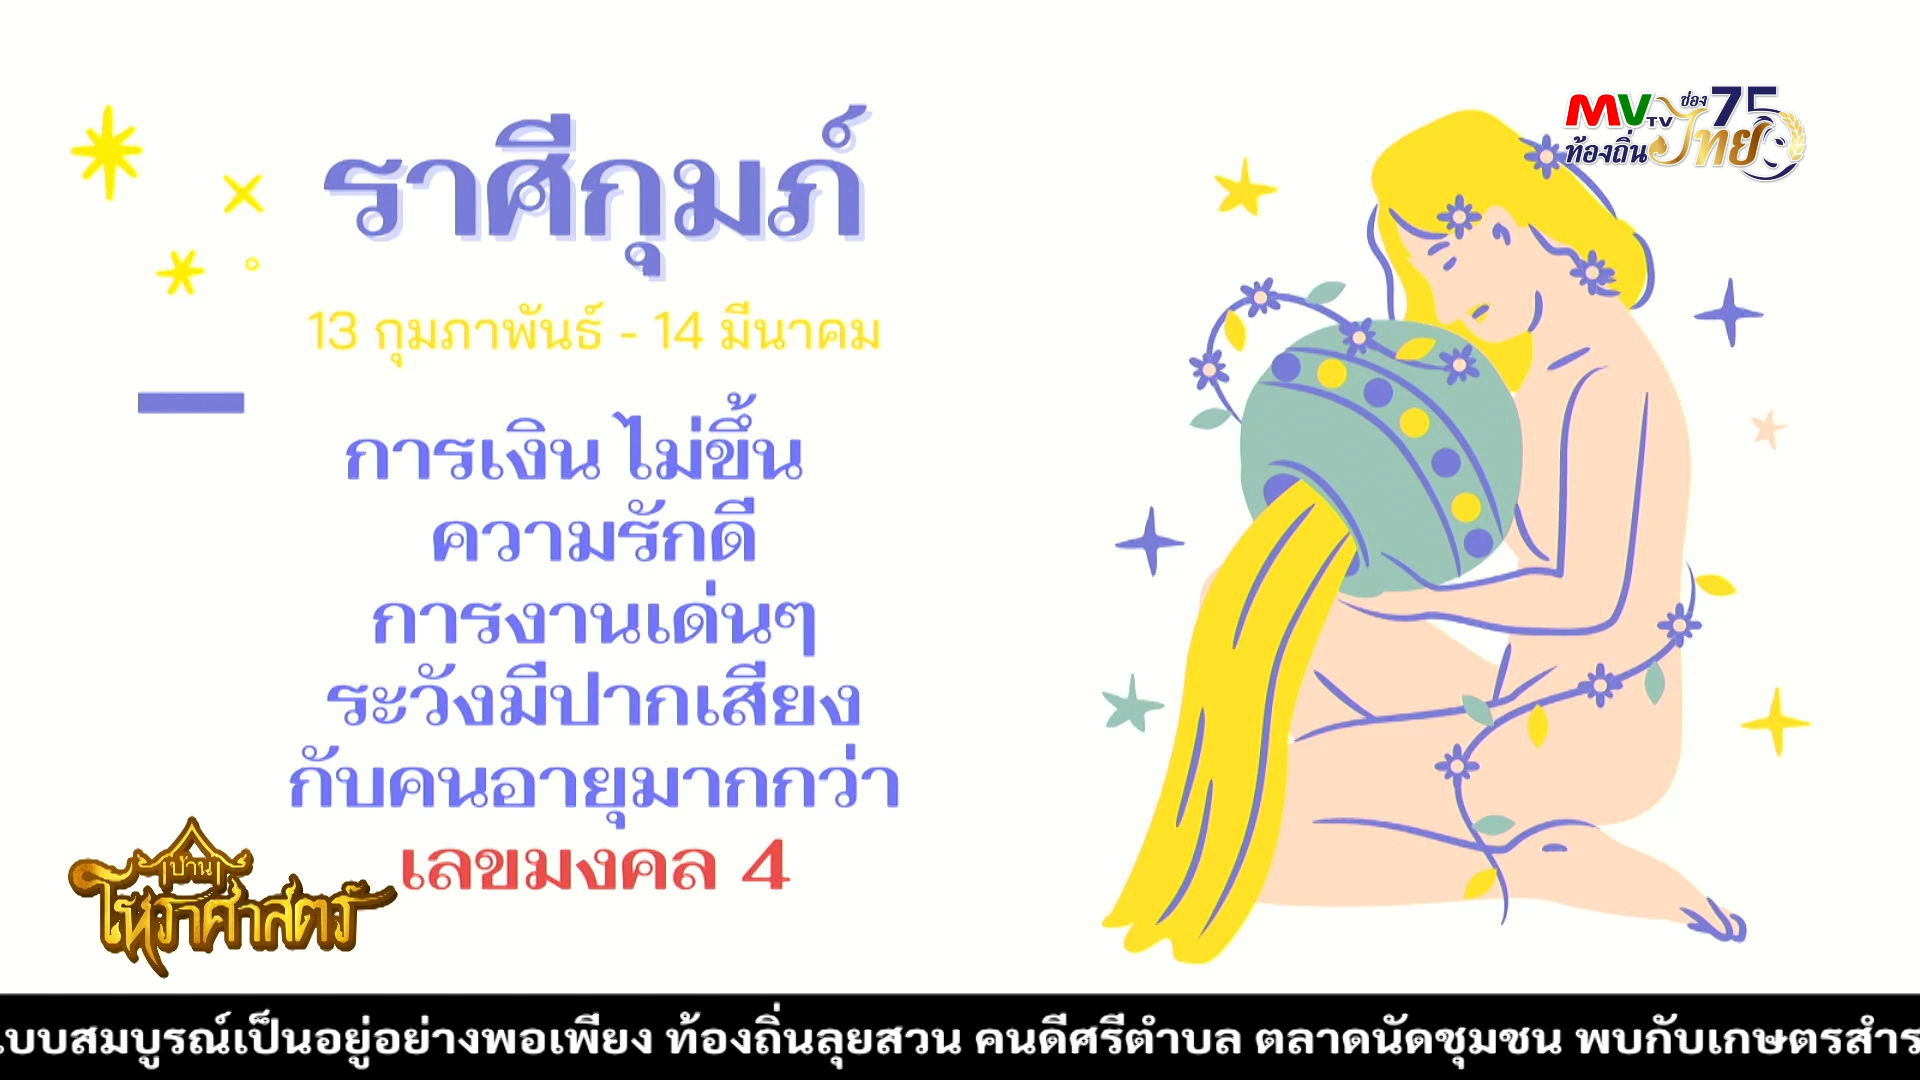 MVTV ช่อง 75
ท้องถิ่นไทย
ราศีกุมภ์
13 กุมภาพันธ์ - 14 มีนาคม
การเงิน ไม่ขึ้น
ความรักดี
การงานเด่นๆ
ระวังมีปากเสียง
กับคนอายุมากกว่า
เลขมงคล 4
บ้าน
โหราศาสตร์
แบบสมบูรณ์เป็นอยู่อย่างพอเพียง ท้องถิ่นลุยสวน คนดีศรีตำบล ตลาดนัดชุมชน พบกับเกษตรสำร